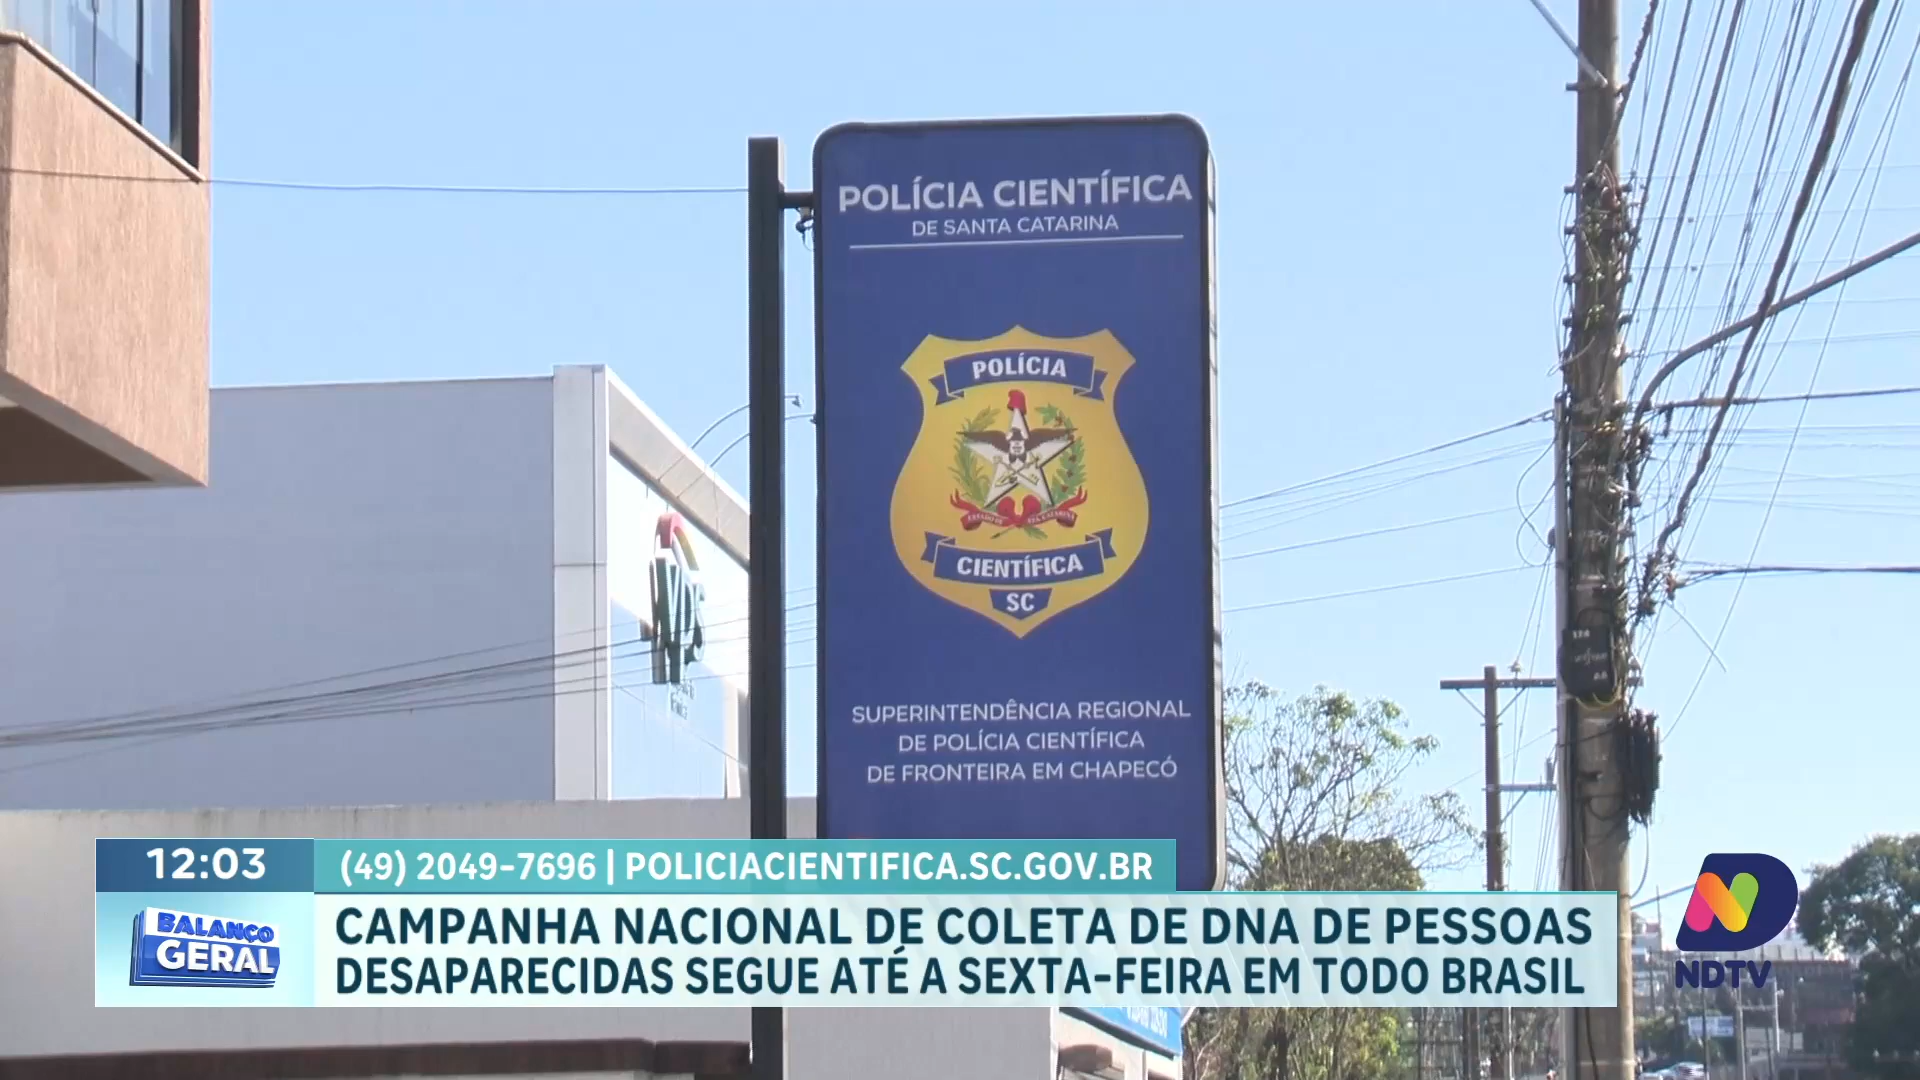 POLÍCIA CIENTÍFICA
DE SANTA CATARINA
POLÍCIA
CIENTÍFICA
SC
SUPERINTENDÊNCIA REGIONAL
DE POLÍCIA CIENTÍFICA
DE FRONTEIRA EM CHAPECÓ
12:03
(49) 2049-7696 | POLICIACIENTIFICA.SC.GOV.BR
BALANÇO
GERAL
CAMPANHA NACIONAL DE COLETA DE DNA DE PESSOAS
DESAPARECIDAS SEGUE ATÉ A SEXTA-FEIRA EM TODO BRASIL
NDTV